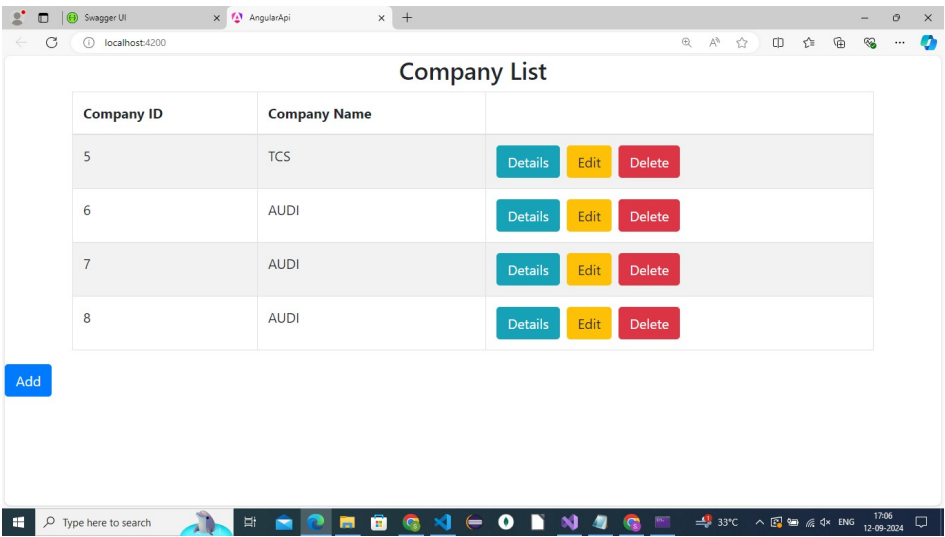 Swagger UI
AngularApi
localhost:4200
Company List
Company ID Company Name
5 TCS Details Edit Delete
6 AUDI Details Edit Delete
7 AUDI Details Edit Delete
8 AUDI Details Edit Delete
Add
Type here to search
33°C
ENG
17:06
12-09-2024